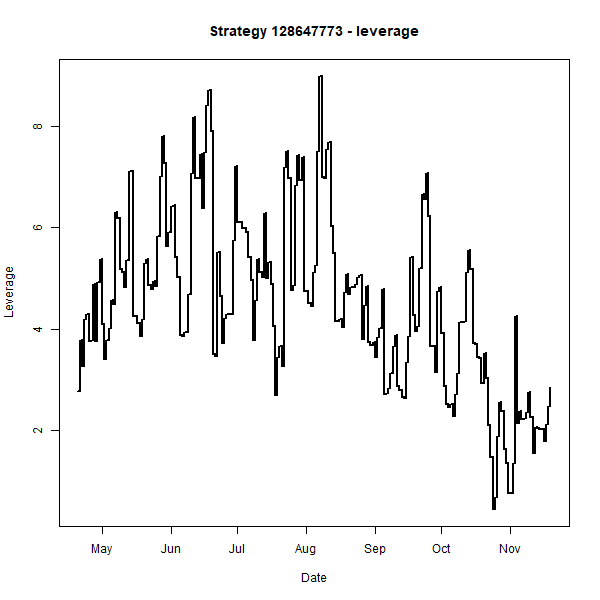 Strategy 128647773 - leverage
Leverage
8
6
4
2
May Jun Jul Aug Sep Oct Nov
Date